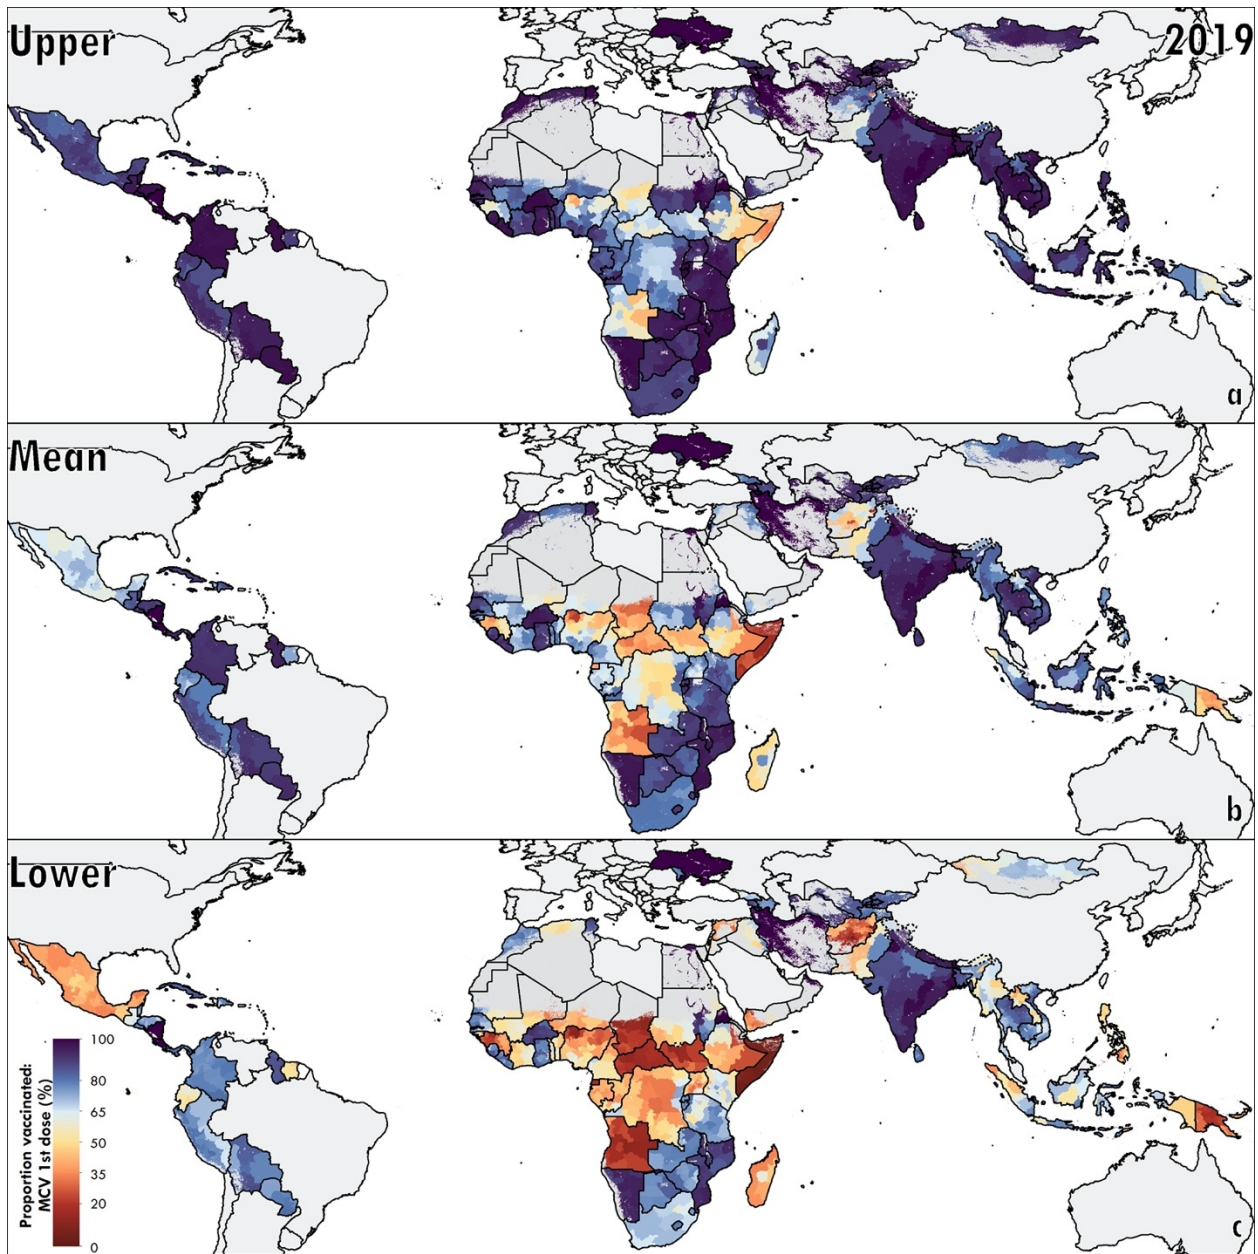 Upper
2019
a
Mean
b
Lower
Proportion vaccinated:
MCV 1st dose (%)
100
80
65
50
35
20
0
c